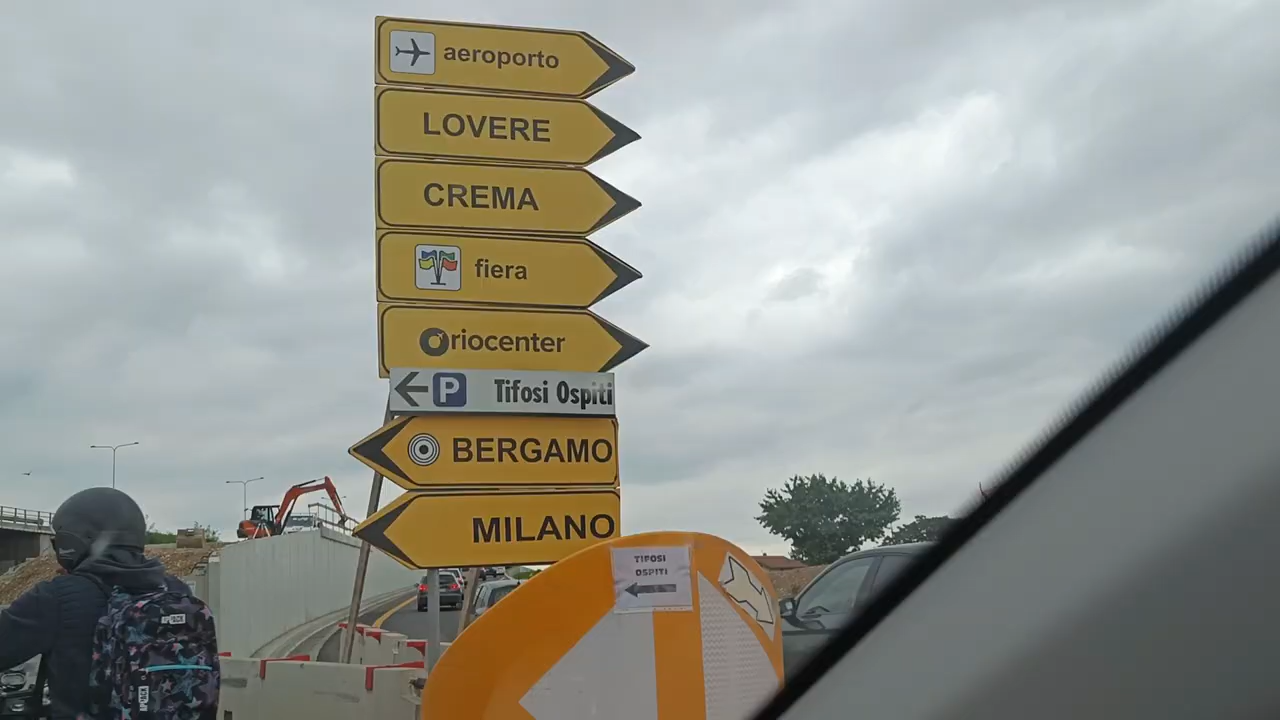 aeroporto
LOVERE
CREMA
fiera
Oriocenter
P Tifosi Ospiti
BERGAMO
MILANO
TIFOSI
OSPITI